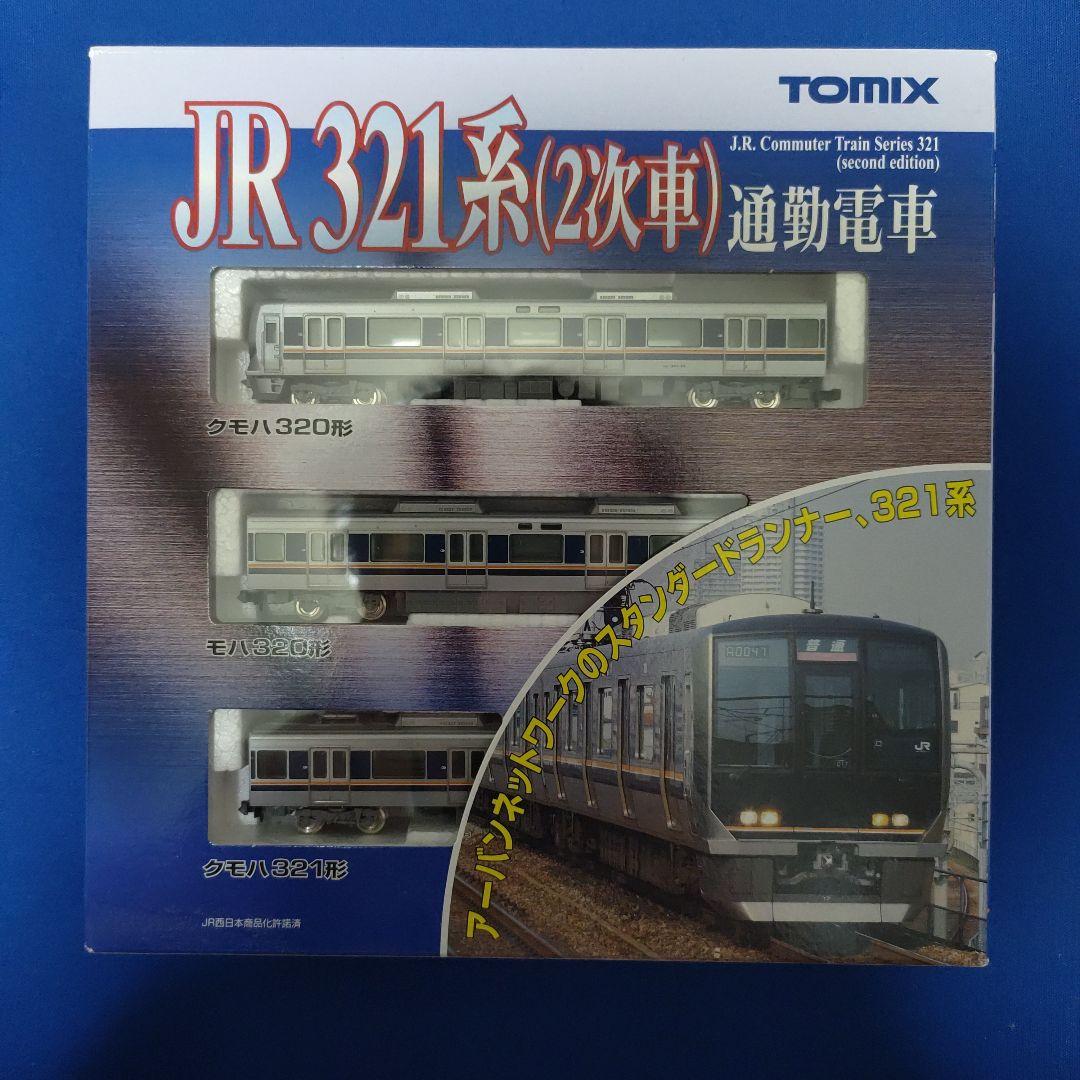 TOMIX
JR 321系(2次車)通勤電車
J.R. Commuter Train Series 321
(second edition)
クモハ320形
モハ320形
クモハ321形
アーバンネットワークのスタンダードランナー、321系
A0047
普通
JR
JR西日本商品化許諾済